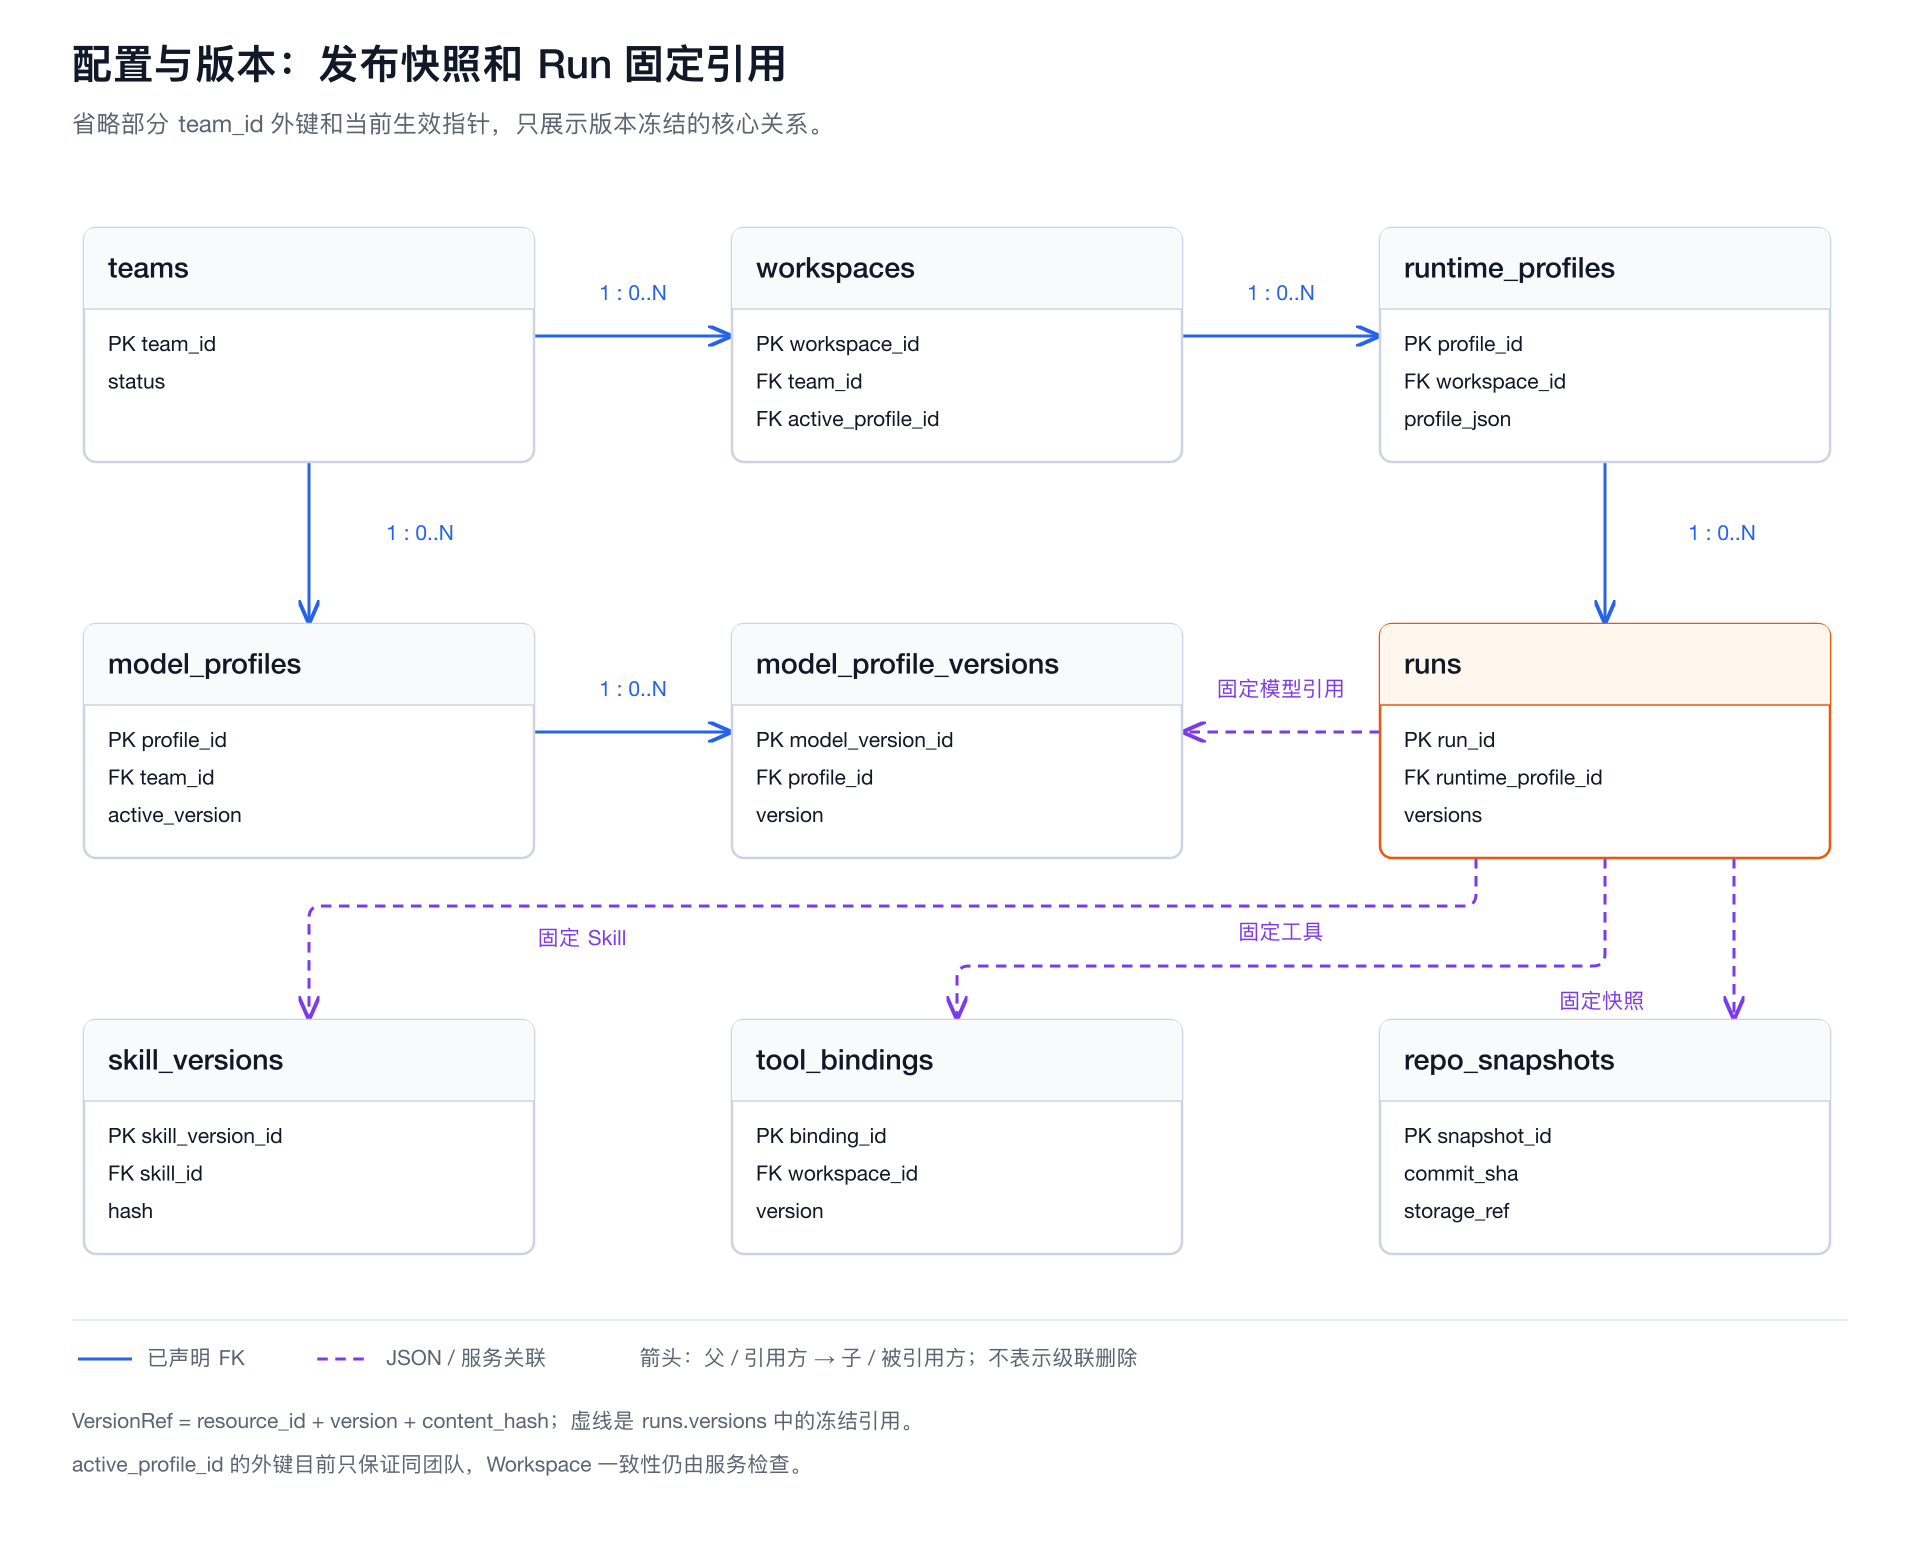 配置与版本：发布快照和 Run 固定引用
省略部分 team_id 外键和当前生效指针，只展示版本冻结的核心关系。
teams
PK team_id
status
1 : 0..N
workspaces
PK workspace_id
FK team_id
FK active_profile_id
1 : 0..N
runtime_profiles
PK profile_id
FK workspace_id
profile_json
1 : 0..N
1 : 0..N
model_profiles
PK profile_id
FK team_id
active_version
1 : 0..N
model_profile_versions
PK model_version_id
FK profile_id
version
固定模型引用
runs
PK run_id
FK runtime_profile_id
versions
固定 Skill
固定工具
固定快照
skill_versions
PK skill_version_id
FK skill_id
hash
tool_bindings
PK binding_id
FK workspace_id
version
repo_snapshots
PK snapshot_id
commit_sha
storage_ref
已声明 FK
JSON / 服务关联
箭头：父 / 引用方 → 子 / 被引用方；不表示级联删除
VersionRef = resource_id + version + content_hash；虚线是 runs.versions 中的冻结引用。
active_profile_id 的外键目前只保证同团队，Workspace 一致性仍由服务检查。